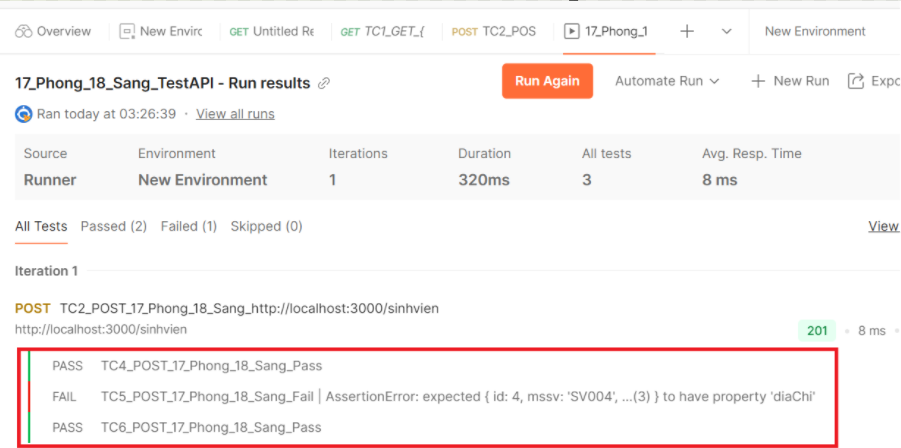 Overview New Enviro GET Untitled Re GET TC1_GET_{ POST TC2_POS 17_Phong_1 New Environment
17_Phong_18_Sang_TestAPI - Run results Run Again Automate Run New Run Expo
Ran today at 03:26:39 · View all runs
Source Environment Iterations Duration All tests Avg. Resp. Time
Runner New Environment 1 320ms 3 8 ms
All Tests Passed (2) Failed (1) Skipped (0) View
Iteration 1
POST TC2_POST_17_Phong_18_Sang_http://localhost:3000/sinhvien
http://localhost:3000/sinhvien 201 8 ms
PASS TC4_POST_17_Phong_18_Sang_Pass
FAIL TC5_POST_17_Phong_18_Sang_Fail | AssertionError: expected { id: 4, mssv: 'SV004', …(3) } to have property 'diaChi'
PASS TC6_POST_17_Phong_18_Sang_Pass